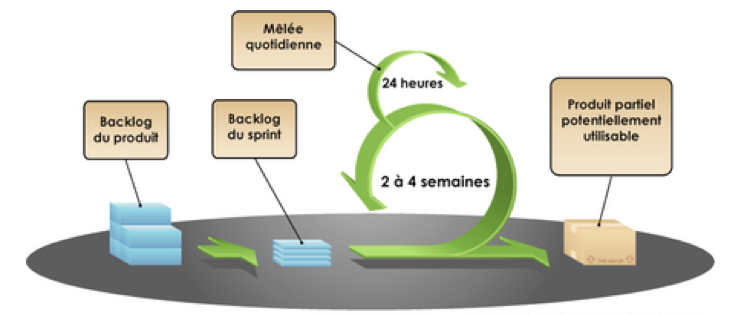 Mêlée
quotidienne
24 heures
Backlog
du produit
Backlog
du sprint
Produit partiel
potentiellement
utilisable
2 à 4 semaines